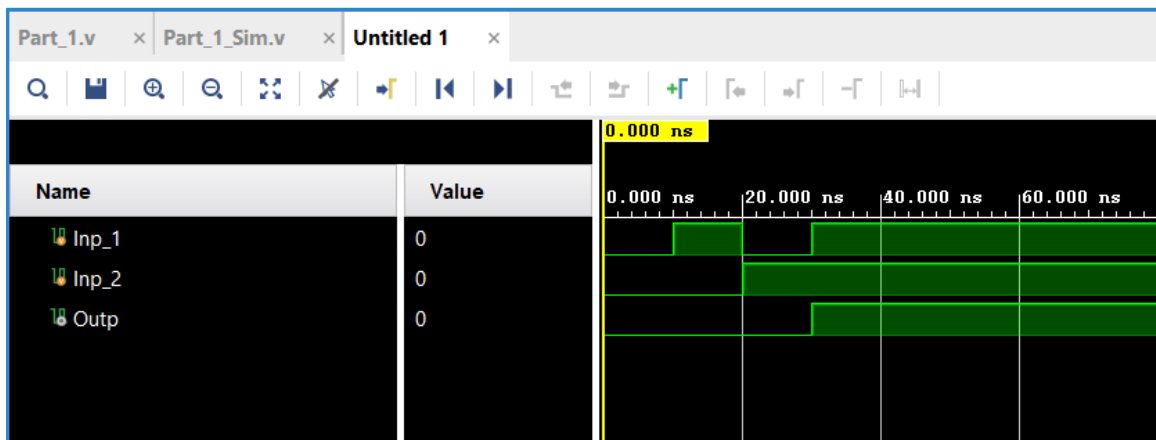 Part_1.v × Part_1_Sim.v × Untitled 1 ×
0.000 ns
Name Value
0.000 ns 20.000 ns 40.000 ns 60.000 ns
Inp_1 0
Inp_2 0
Outp 0